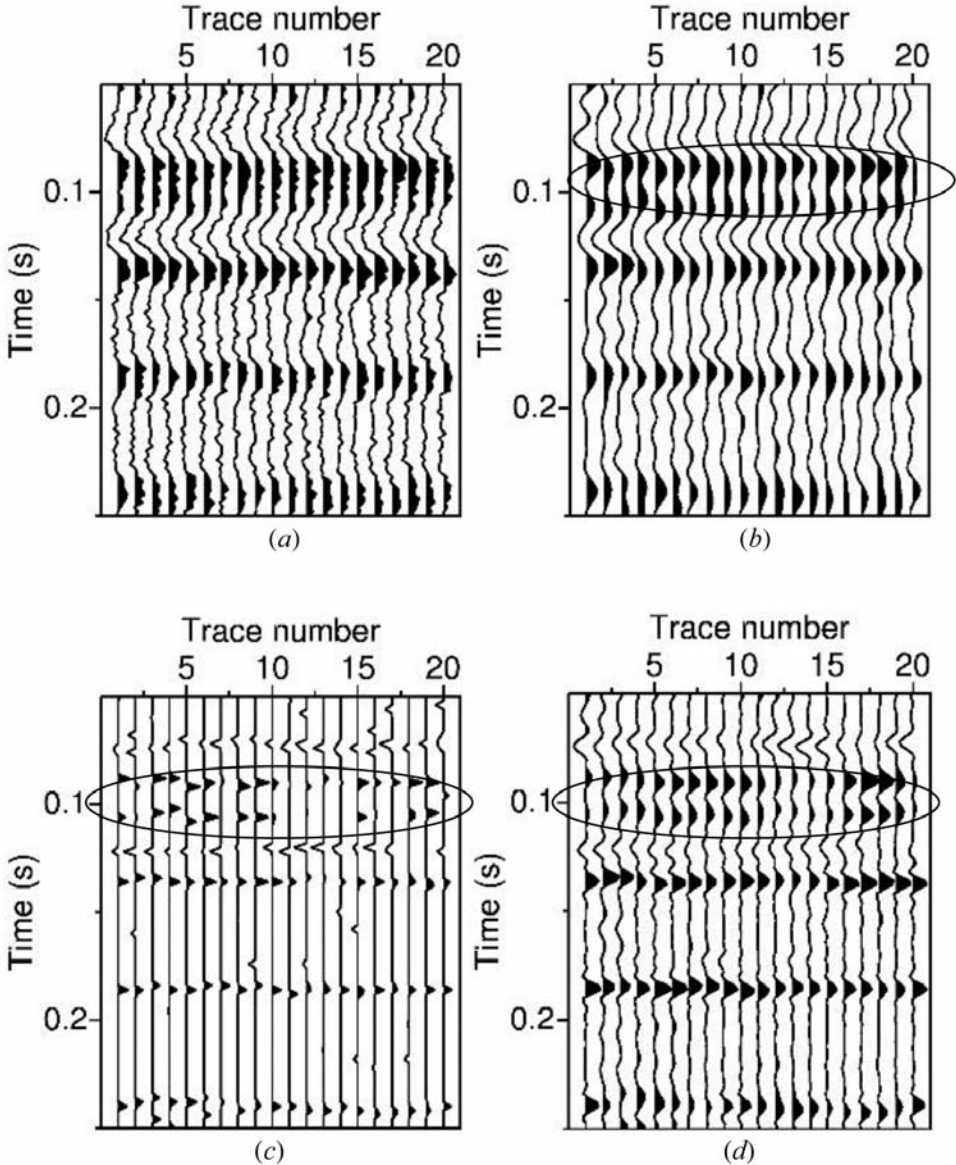 Trace number Trace number
5 10 15 20 5 10 15 20
0.1 0.1
Time (s) Time (s)
0.2 0.2
(a) (b)
Trace number Trace number
5 10 15 20 5 10 15 20
0.1 0.1
Time (s) Time (s)
0.2 0.2
(c) (d)